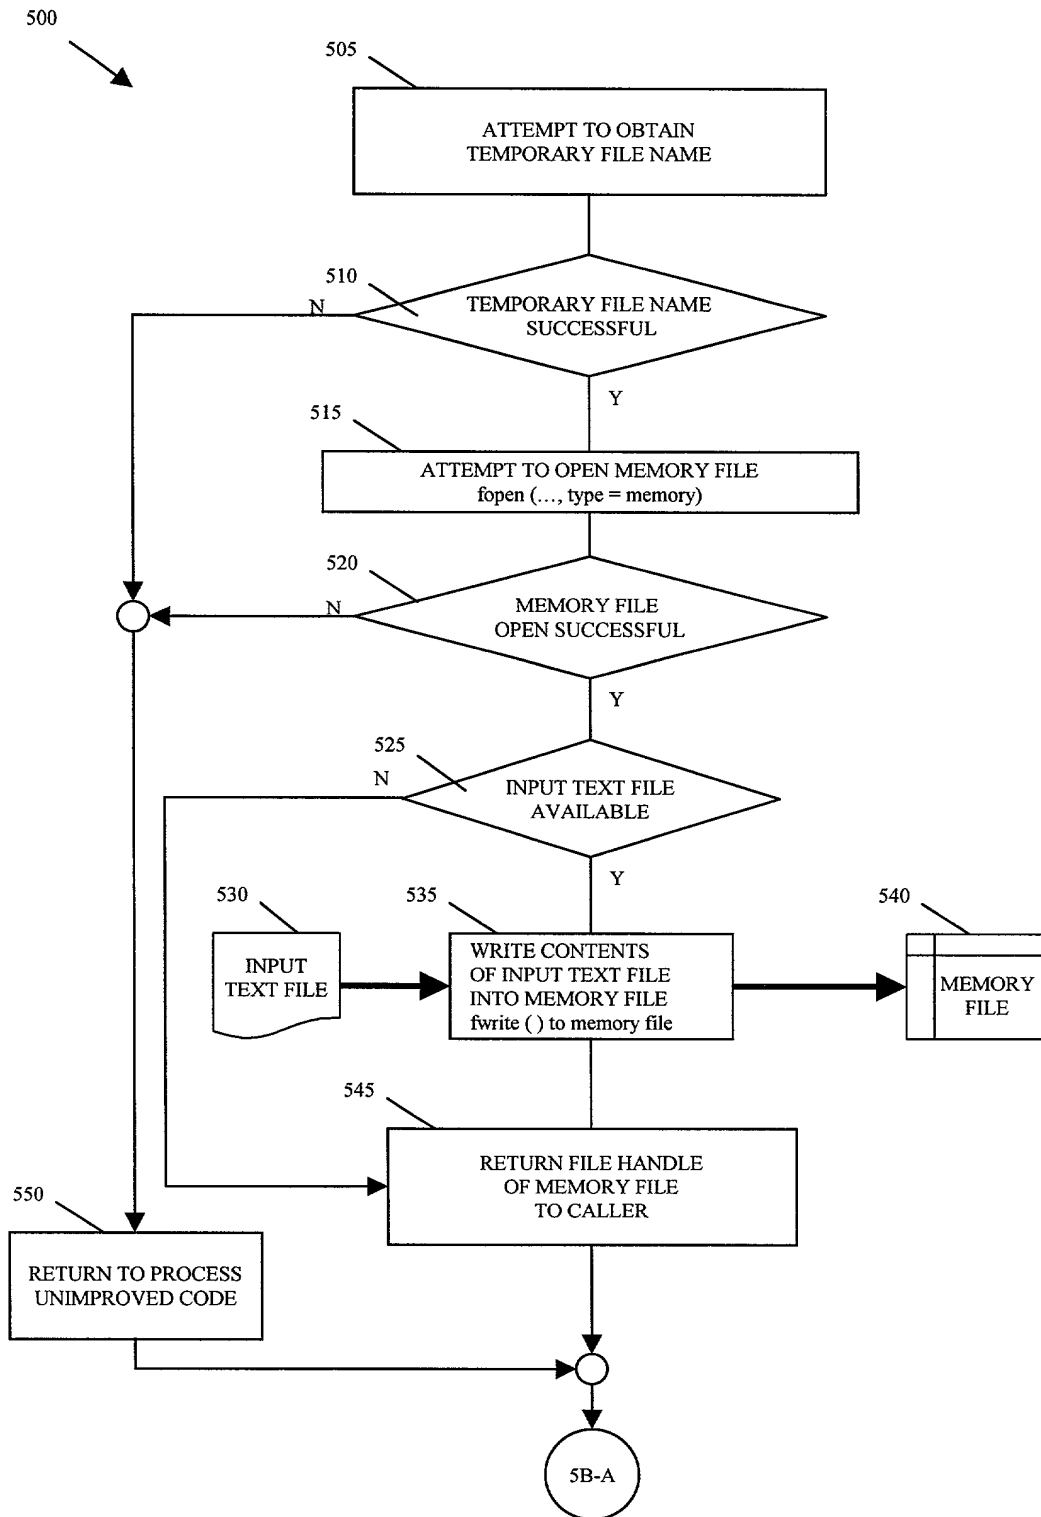 500
505
ATTEMPT TO OBTAIN
TEMPORARY FILE NAME
510
N
TEMPORARY FILE NAME
SUCCESSFUL
Y
515
ATTEMPT TO OPEN MEMORY FILE
fopen (…, type = memory)
520
N
MEMORY FILE
OPEN SUCCESSFUL
Y
525
N
INPUT TEXT FILE
AVAILABLE
Y
530
INPUT
TEXT FILE
535
WRITE CONTENTS
OF INPUT TEXT FILE
INTO MEMORY FILE
fwrite ( ) to memory file
540
MEMORY
FILE
545
RETURN FILE HANDLE
OF MEMORY FILE
TO CALLER
550
RETURN TO PROCESS
UNIMPROVED CODE
5B-A